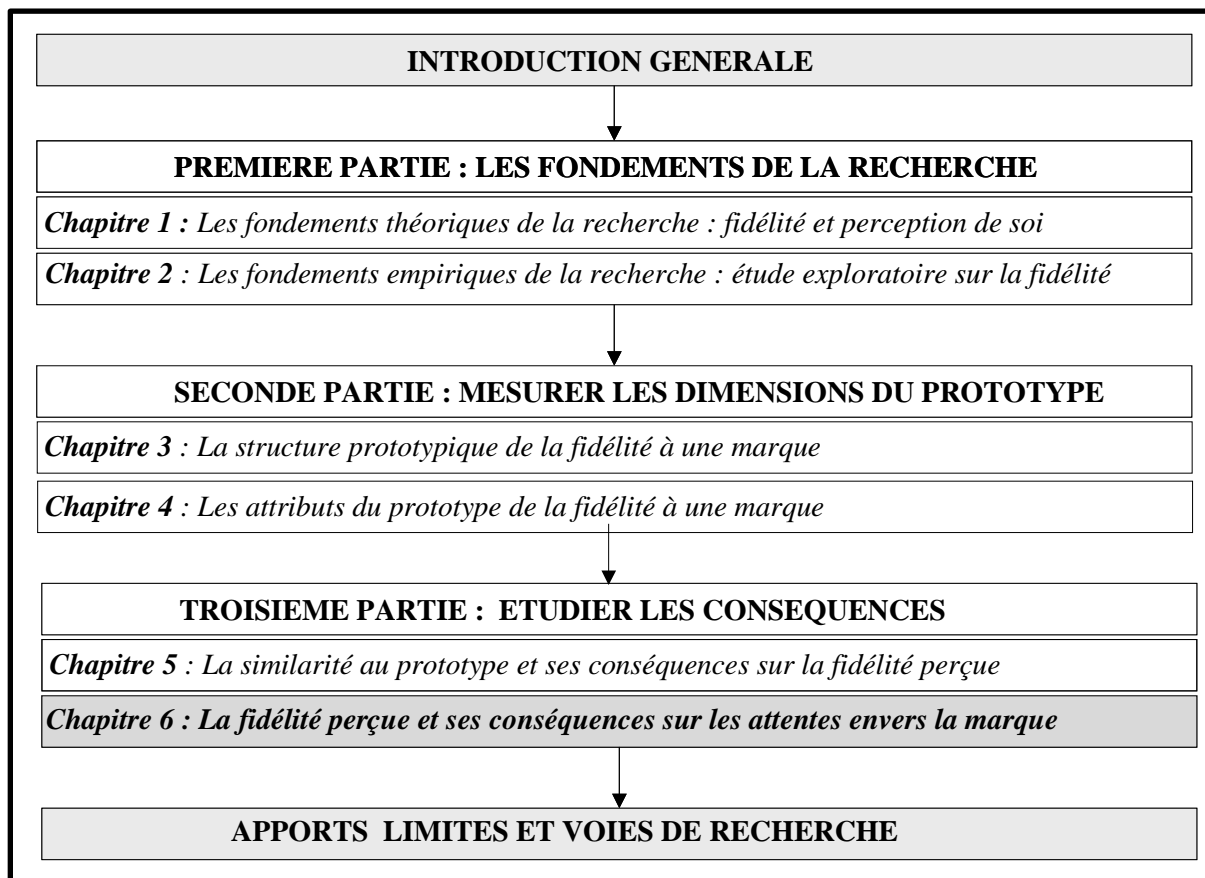 INTRODUCTION GENERALE
PREMIERE PARTIE : LES FONDEMENTS DE LA RECHERCHE
Chapitre 1 : Les fondements théoriques de la recherche : fidélité et perception de soi
Chapitre 2 : Les fondements empiriques de la recherche : étude exploratoire sur la fidélité
SECONDE PARTIE : MESURER LES DIMENSIONS DU PROTOTYPE
Chapitre 3 : La structure prototypique de la fidélité à une marque
Chapitre 4 : Les attributs du prototype de la fidélité à une marque
TROISIEME PARTIE : ETUDIER LES CONSEQUENCES
Chapitre 5 : La similarité au prototype et ses conséquences sur la fidélité perçue
Chapitre 6 : La fidélité perçue et ses conséquences sur les attentes envers la marque
APPORTS LIMITES ET VOIES DE RECHERCHE